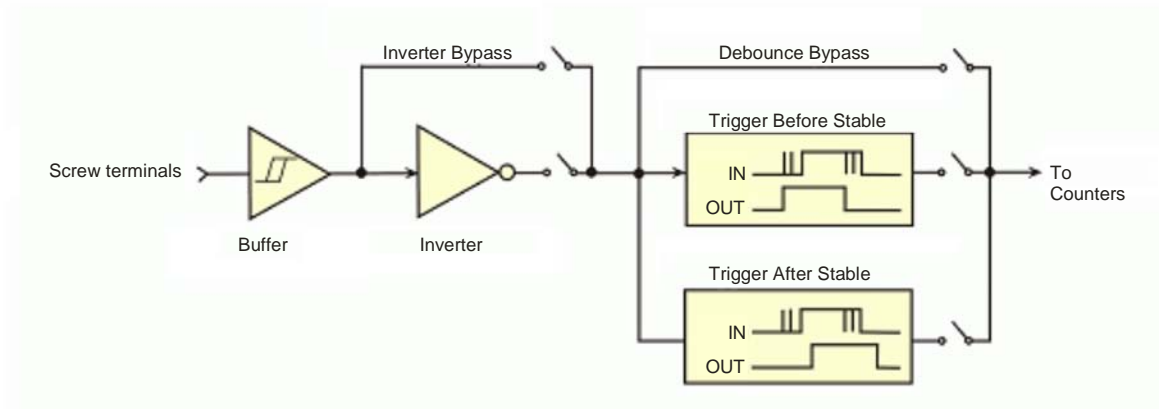 Inverter Bypass
Debounce Bypass
Trigger Before Stable
Screw terminals
IN
OUT
To
Counters
Buffer
Inverter
Trigger After Stable
IN
OUT